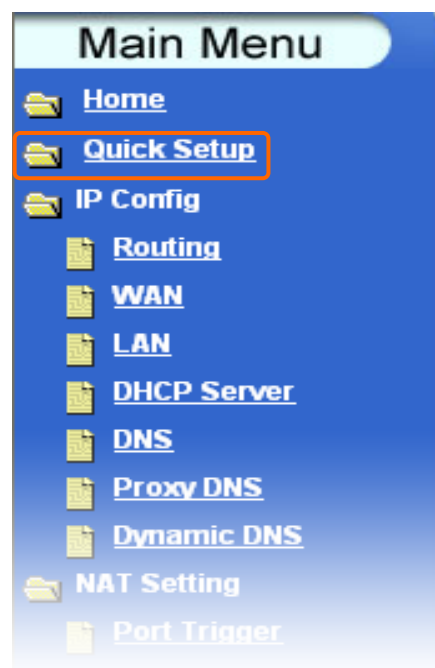 Main Menu
Home
Quick Setup
IP Config
Routing
WAN
LAN
DHCP Server
DNS
Proxy DNS
Dynamic DNS
NAT Setting
Port Trigger